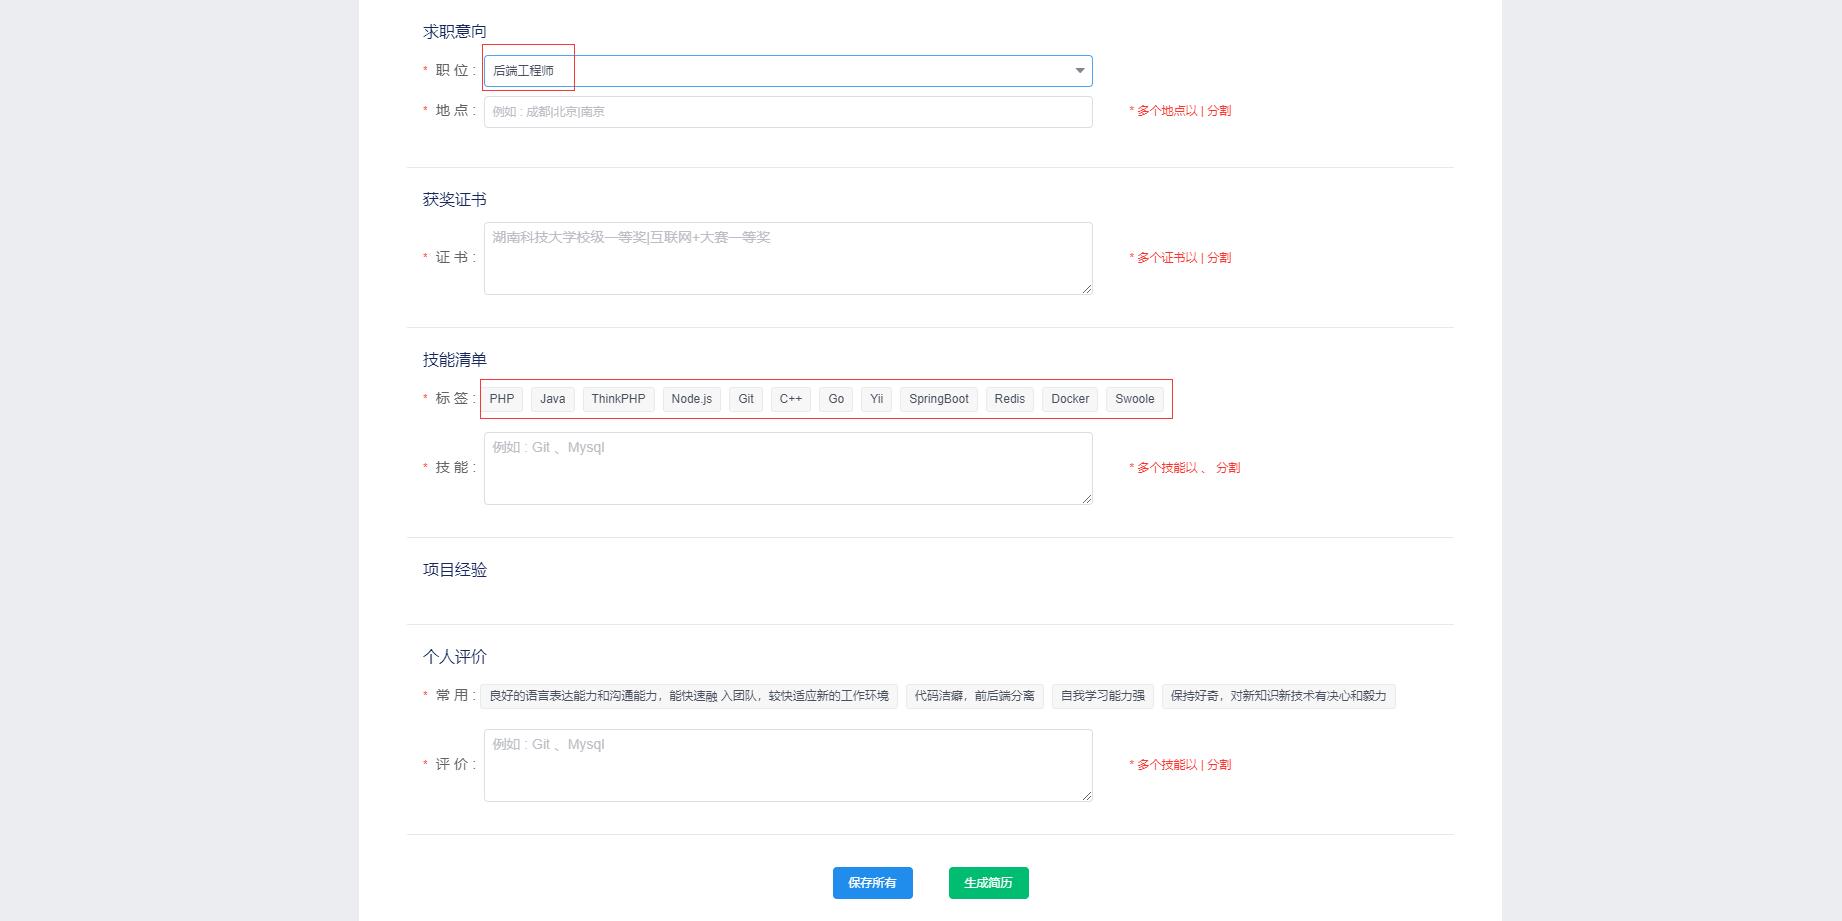 求职意向
* 职 位 : 后端工程师
* 地 点 : 例如 : 成都|北京|南京 * 多个地点以 | 分割
获奖证书
* 证 书 : 湖南科技大学校级一等奖|互联网+大赛一等奖 * 多个证书以 | 分割
技能清单
* 标 签 : PHP Java ThinkPHP Node.js Git C++ Go Yii SpringBoot Redis Docker Swoole
* 技 能 : 例如 : Git 、Mysql * 多个技能以 、 分割
项目经验
个人评价
* 常 用 : 良好的语言表达能力和沟通能力，能快速融 入团队，较快适应新的工作环境 代码洁癖，前后端分离 自我学习能力强 保持好奇，对新知识新技术有决心和毅力
* 评 价 : 例如 : Git 、Mysql * 多个技能以 | 分割
保存所有 生成简历